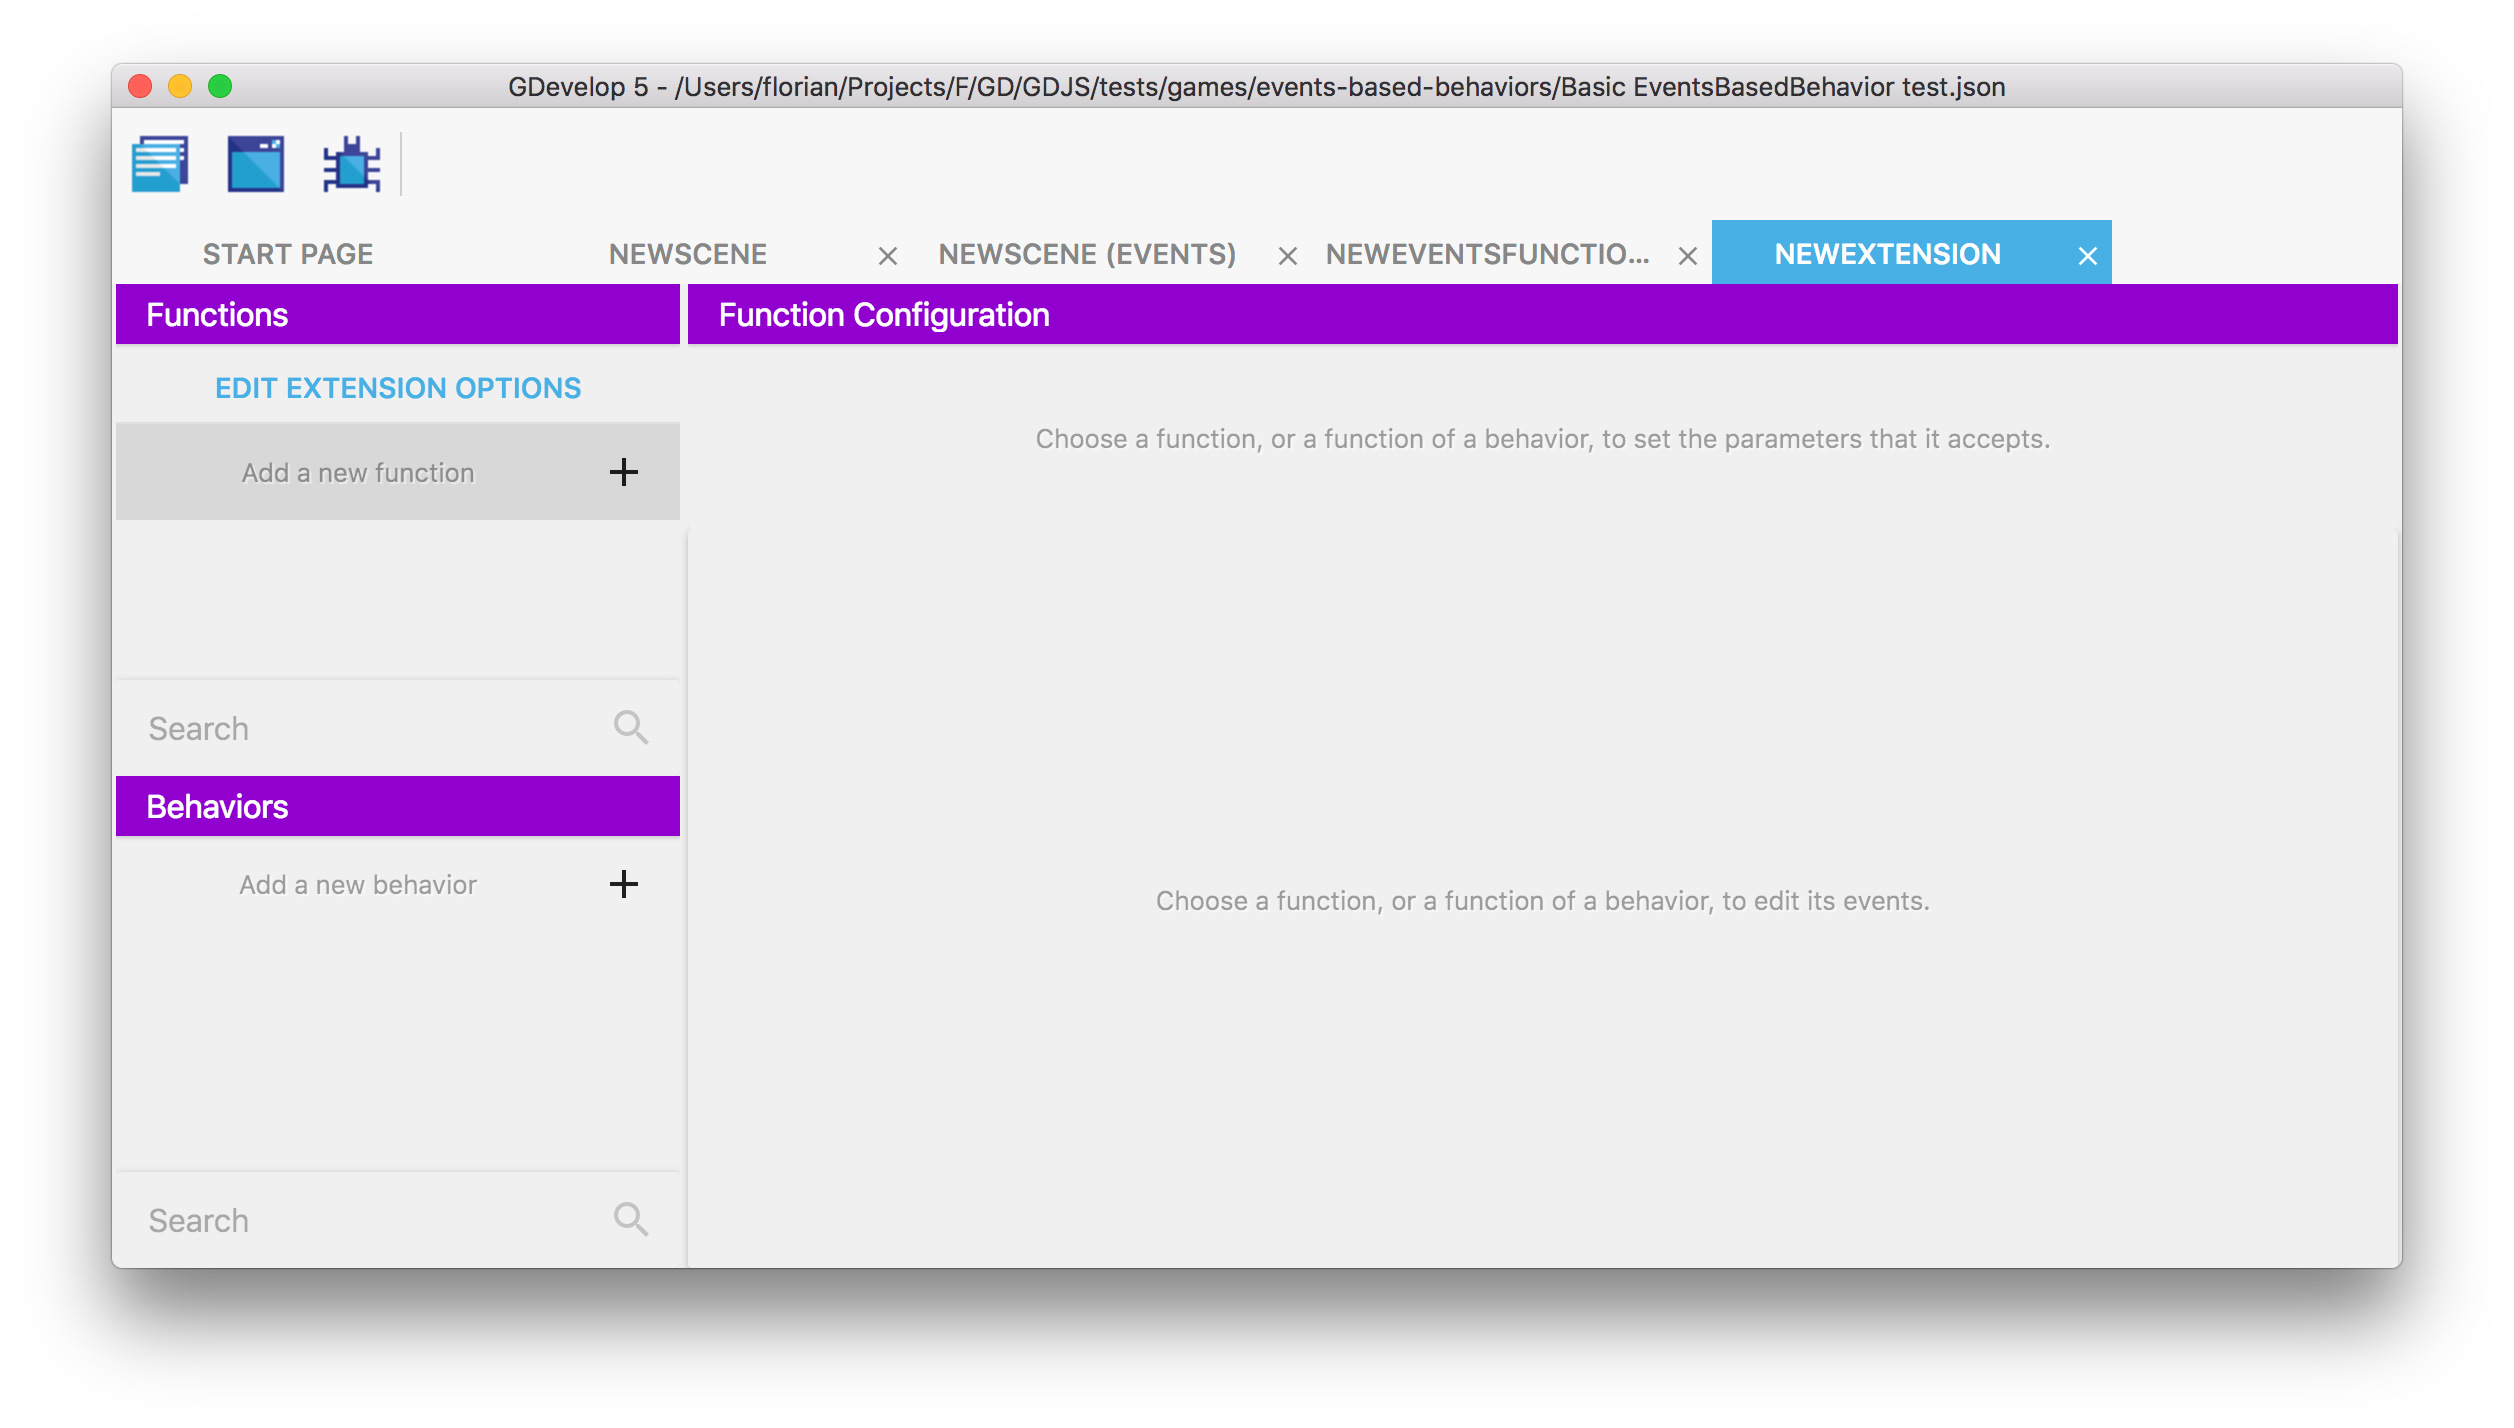 GDevelop 5 - /Users/florian/Projects/F/GD/GDJS/tests/games/events-based-behaviors/Basic EventsBasedBehavior test.json
START PAGE
NEWSCENE
NEWSCENE (EVENTS)
NEWEVENTSFUNCTIO...
NEWEXTENSION
Functions
EDIT EXTENSION OPTIONS
Add a new function
Search
Behaviors
Add a new behavior
Search
Function Configuration
Choose a function, or a function of a behavior, to set the parameters that it accepts.
Choose a function, or a function of a behavior, to edit its events.